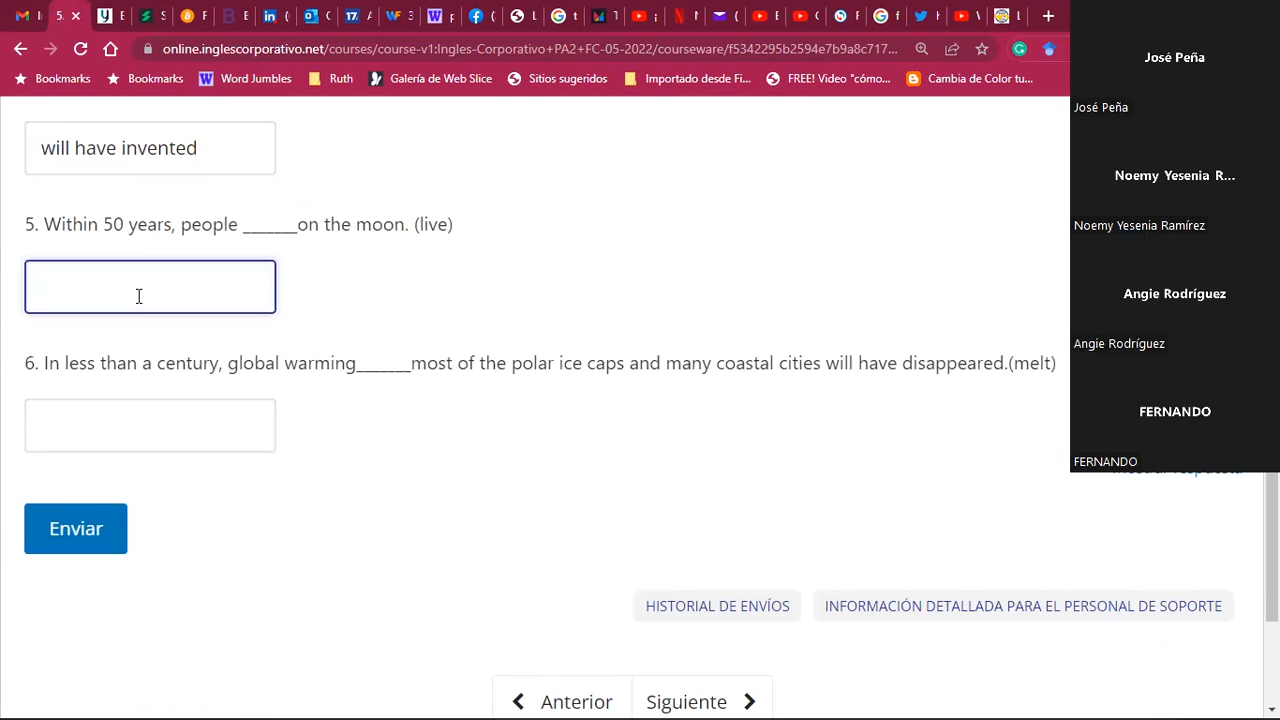 5.
online.inglescorporativo.net/courses/course-v1:Ingles-Corporativo+PA2+FC-05-2022/courseware/f5342295b2594e7b9a8c717...
Bookmarks
Bookmarks
Word Jumbles
Ruth
Galería de Web Slice
Sitios sugeridos
Importado desde Fi...
FREE! Video "cómo...
Cambia de Color tu...
José Peña
José Peña
Noemy Yesenia R...
Noemy Yesenia Ramírez
Angie Rodríguez
Angie Rodríguez
FERNANDO
FERNANDO
will have invented
5. Within 50 years, people _______on the moon. (live)
6. In less than a century, global warming_______most of the polar ice caps and many coastal cities will have disappeared.(melt)
Enviar
HISTORIAL DE ENVÍOS
INFORMACIÓN DETALLADA PARA EL PERSONAL DE SOPORTE
Anterior
Siguiente